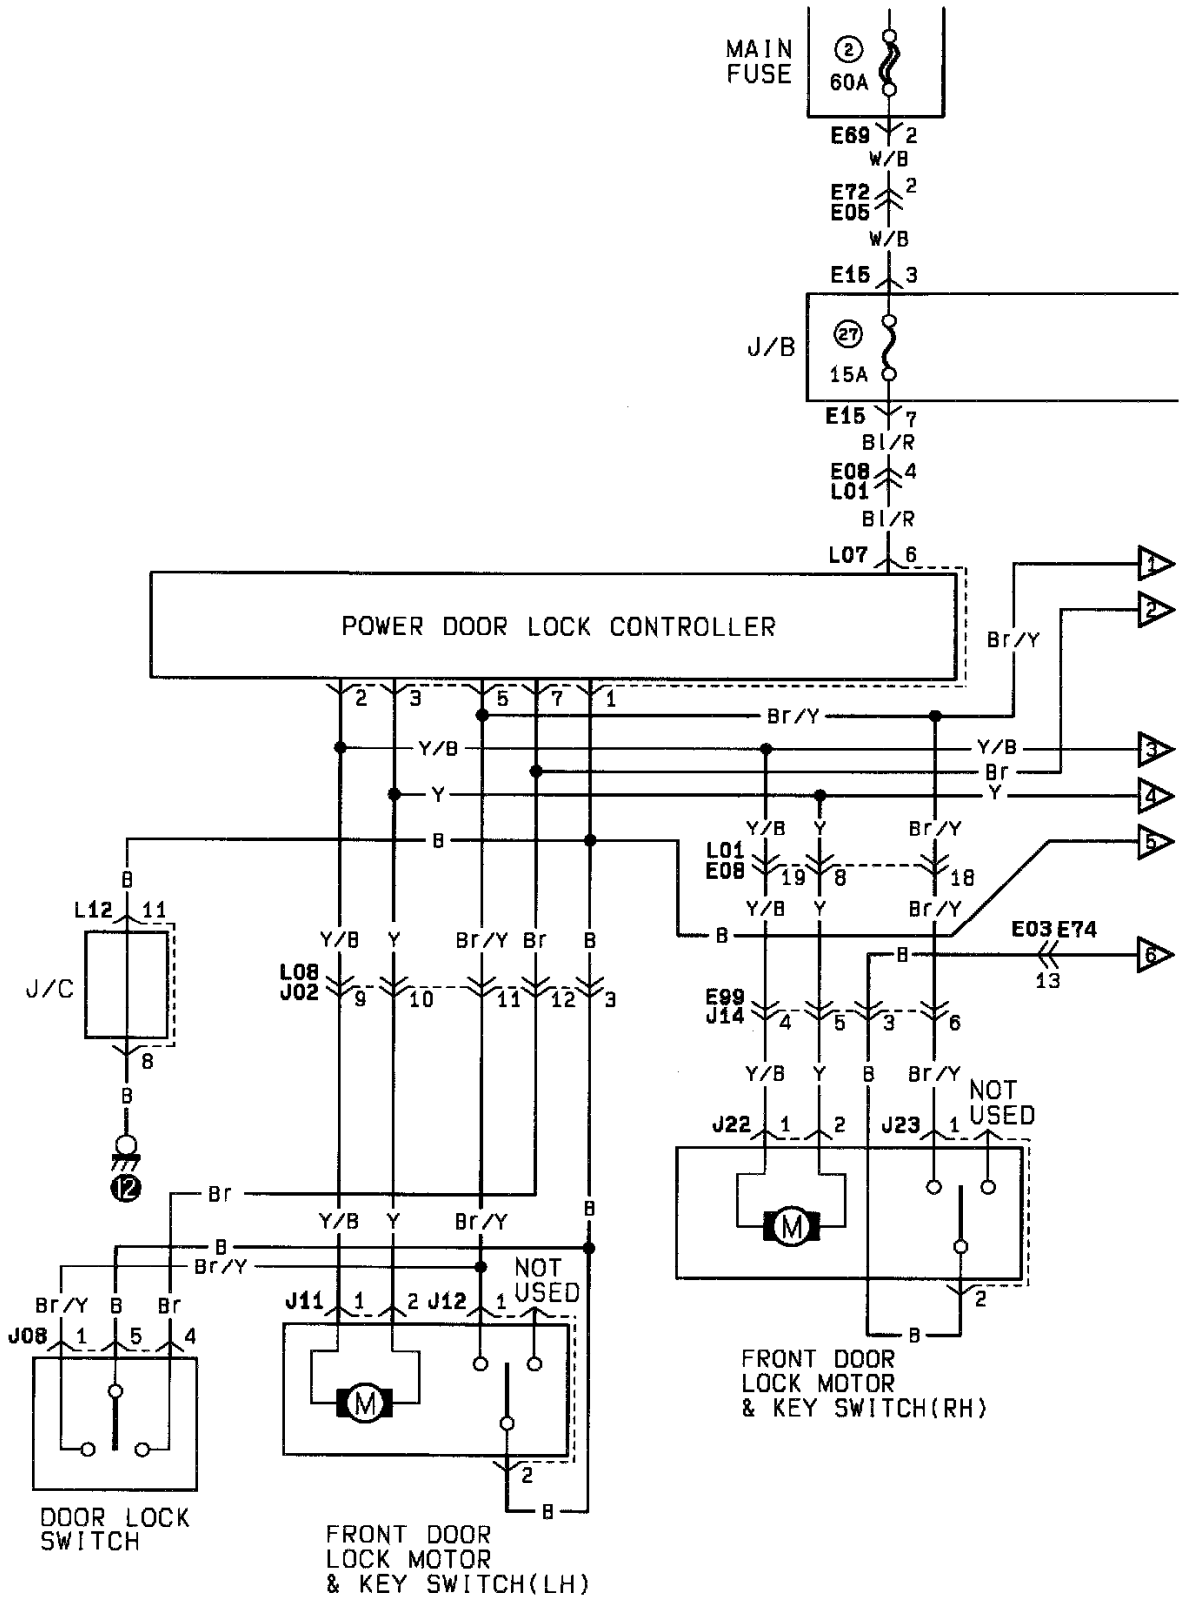 MAIN
FUSE
2
60A
E69 2
W/B
E72 2
E05
W/B
E15 3
J/B
27
15A
E15 7
Bl/R
E08 4
L01
Bl/R
L07 6
1
2
POWER DOOR LOCK CONTROLLER
Br/Y
2 3 5 7 1
Br/Y
Y/B Y/B 3
Br
Y Y 4
Y/B Y Br/Y
B 5
L01
E08 19 8 18
B
L12 11
Y/B Y Br/Y
Y/B Y Br/Y Br B
B
E03 E74
B 6
13
J/C
L08
J02 9 10 11 12 3
E99
J14 4 5 3 6
8
Y/B Y B Br/Y
B
NOT
USED
J22 1 2 J23 1
12
Br
B
M
Y/B Y Br/Y
B
Br/Y
NOT
USED
Br/Y B Br
J11 1 2 J12 1
2
J08 1 5 4
B
FRONT DOOR
LOCK MOTOR
& KEY SWITCH(RH)
M
2
B
DOOR LOCK
SWITCH
FRONT DOOR
LOCK MOTOR
& KEY SWITCH(LH)